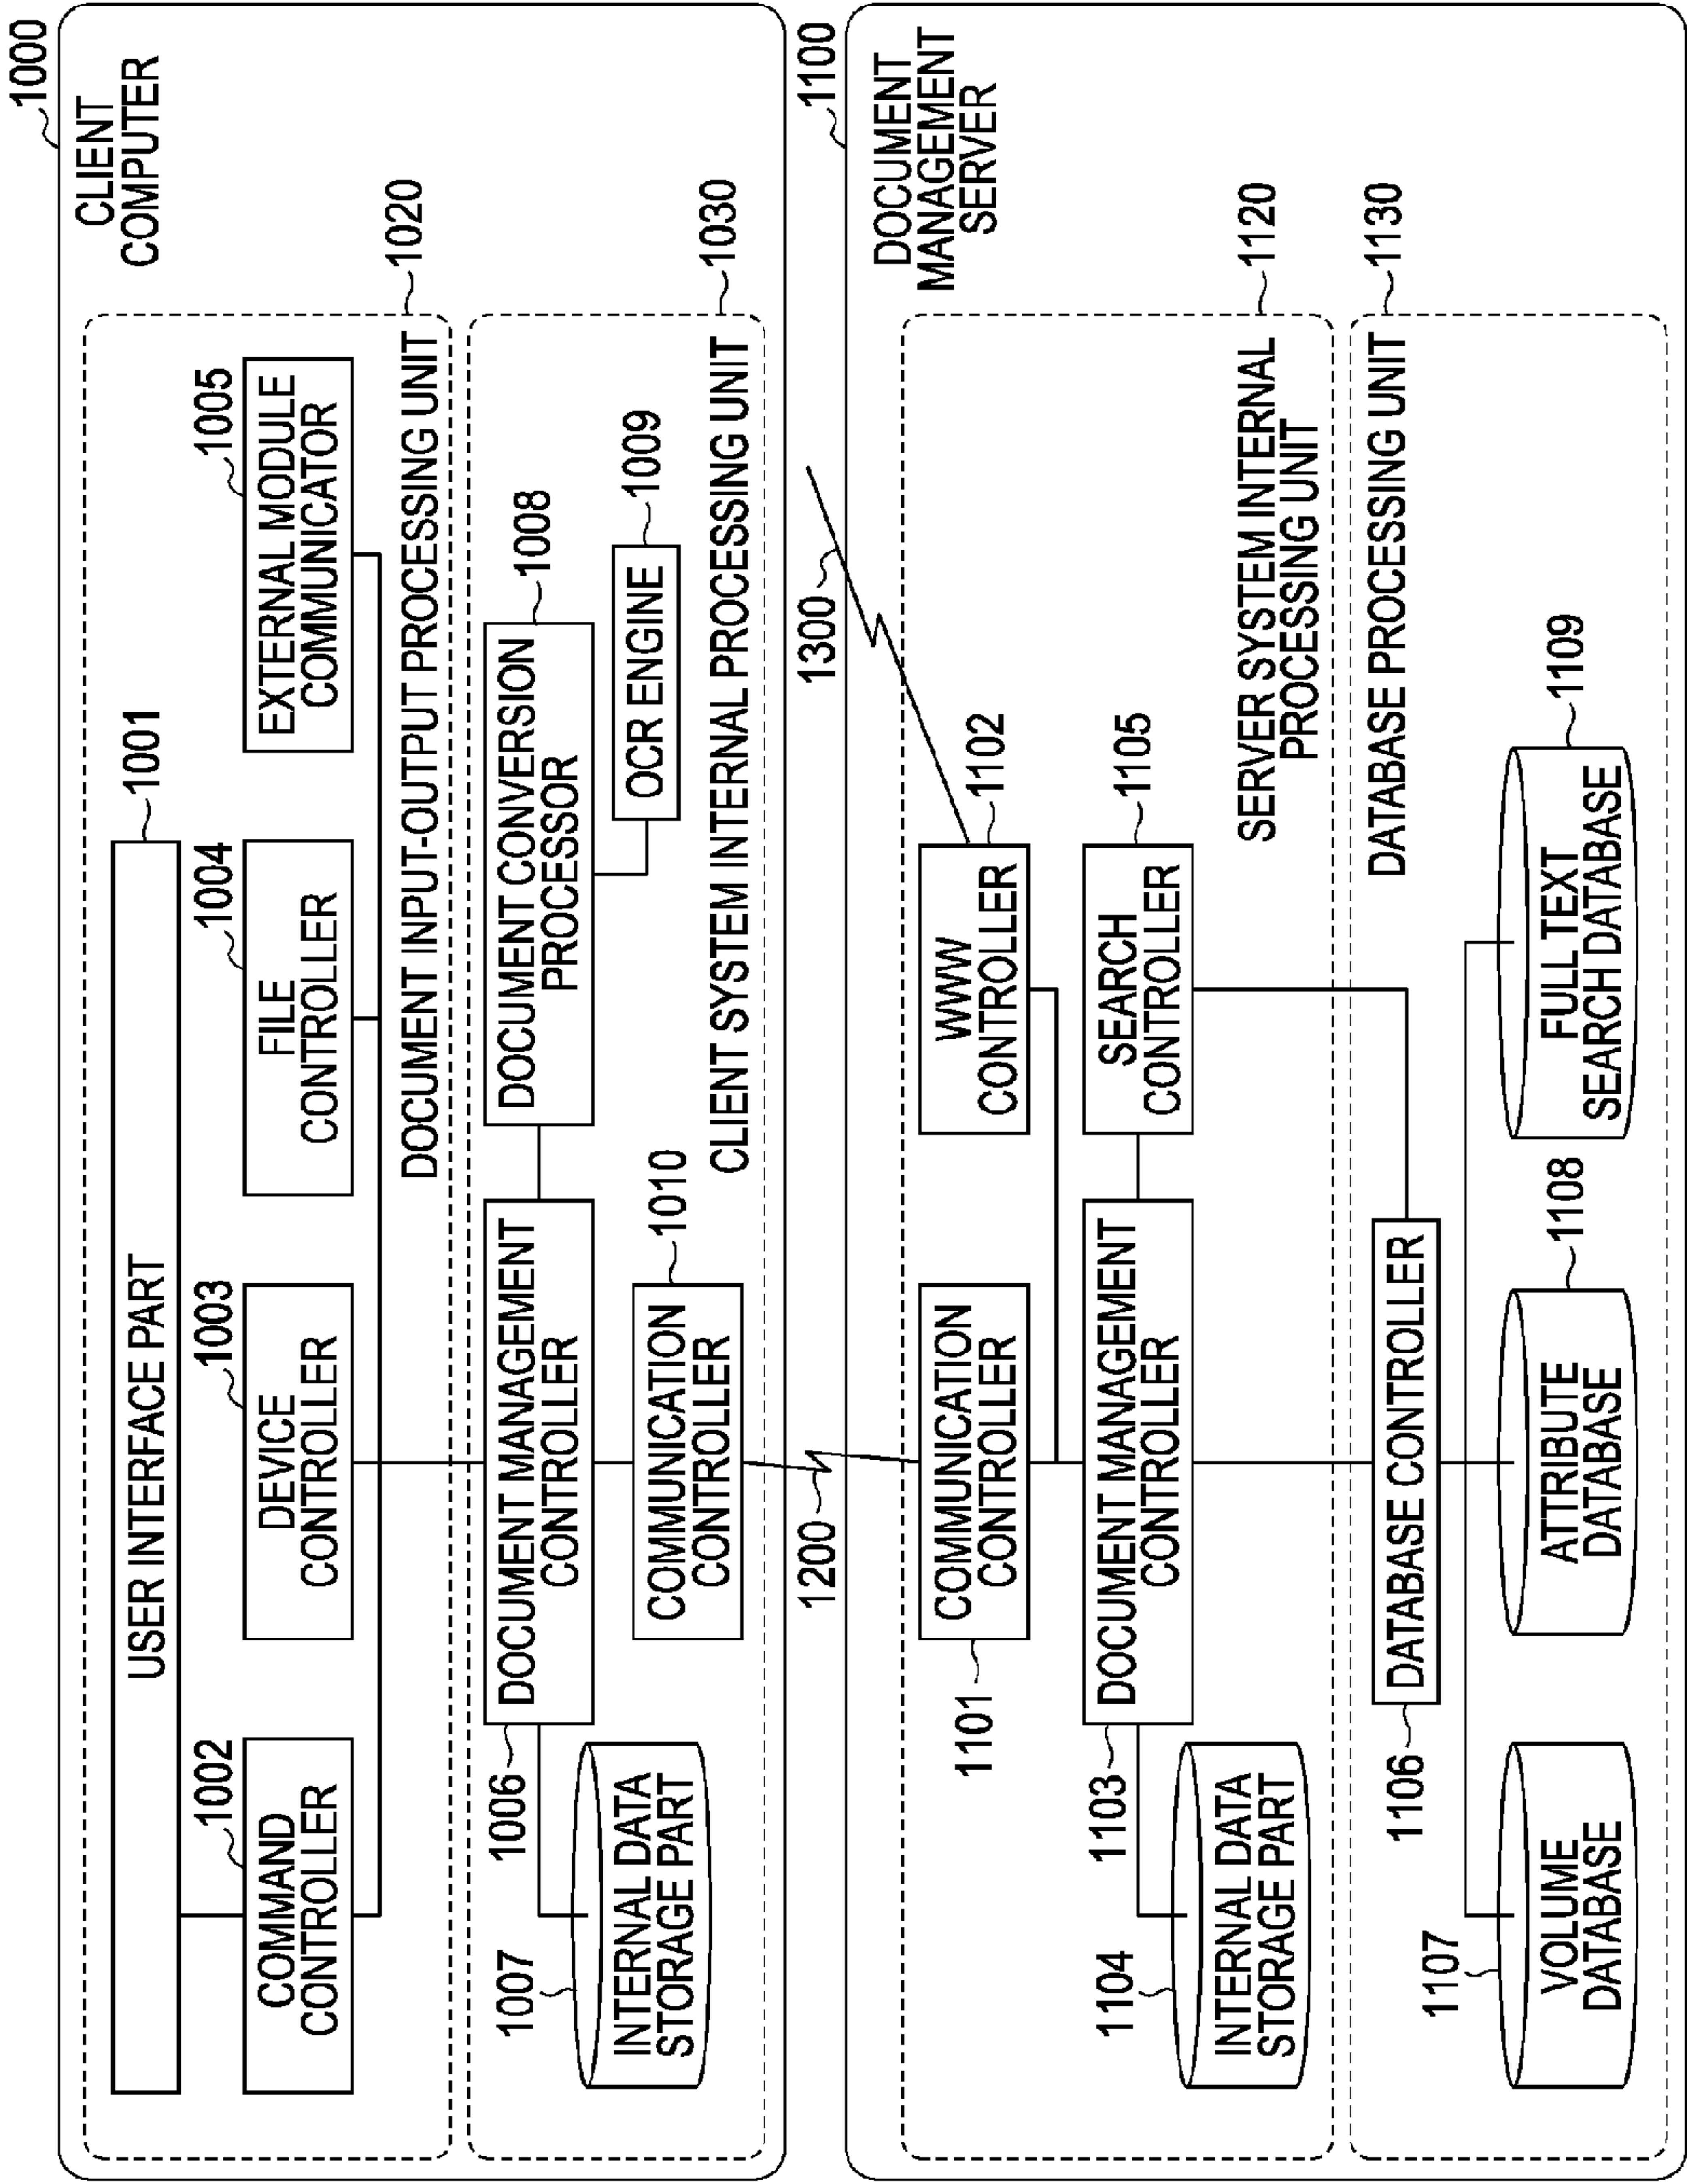 1000
CLIENT
COMPUTER
1001
USER INTERFACE PART
1002
COMMAND
CONTROLLER
1003
DEVICE
CONTROLLER
1004
FILE
CONTROLLER
1005
EXTERNAL MODULE
COMMUNICATOR
1020
DOCUMENT INPUT-OUTPUT PROCESSING UNIT
1006
DOCUMENT MANAGEMENT
CONTROLLER
1008
DOCUMENT CONVERSION
PROCESSOR
1009
OCR ENGINE
1007
INTERNAL DATA
STORAGE PART
1010
COMMUNICATION
CONTROLLER
1030
CLIENT SYSTEM INTERNAL PROCESSING UNIT
1200
1300
1100
DOCUMENT
MANAGEMENT
SERVER
1101
COMMUNICATION
CONTROLLER
1102
WWW
CONTROLLER
1103
DOCUMENT MANAGEMENT
CONTROLLER
1105
SEARCH
CONTROLLER
1104
INTERNAL DATA
STORAGE PART
1120
SERVER SYSTEM INTERNAL
PROCESSING UNIT
1130
DATABASE PROCESSING UNIT
1106
DATABASE CONTROLLER
1107
VOLUME
DATABASE
1108
ATTRIBUTE
DATABASE
1109
FULL TEXT
SEARCH DATABASE